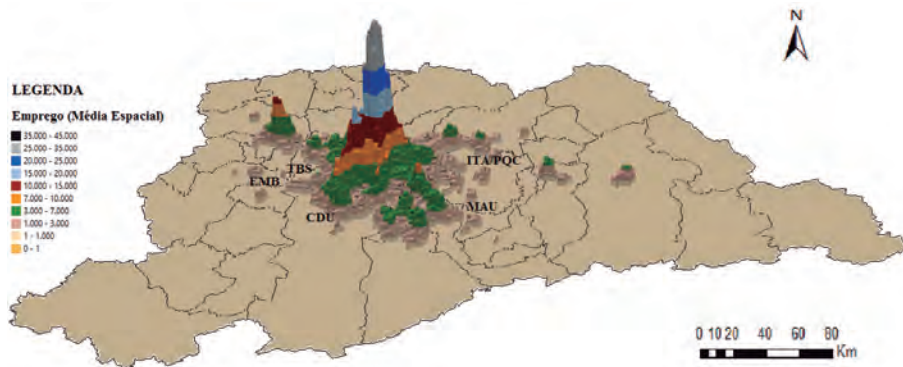 N
LEGENDA
Emprego (Média Espacial)
35.000 - 45.000
25.000 - 35.000
20.000 - 25.000
15.000 - 20.000
10.000 - 15.000
7.000 - 10.000
3.000 - 7.000
1.000 - 3.000
1 - 1.000
0 - 1
ITA/PQC
TBS
EMB
MAU
CDU
0 10 20 40 60 80
Km